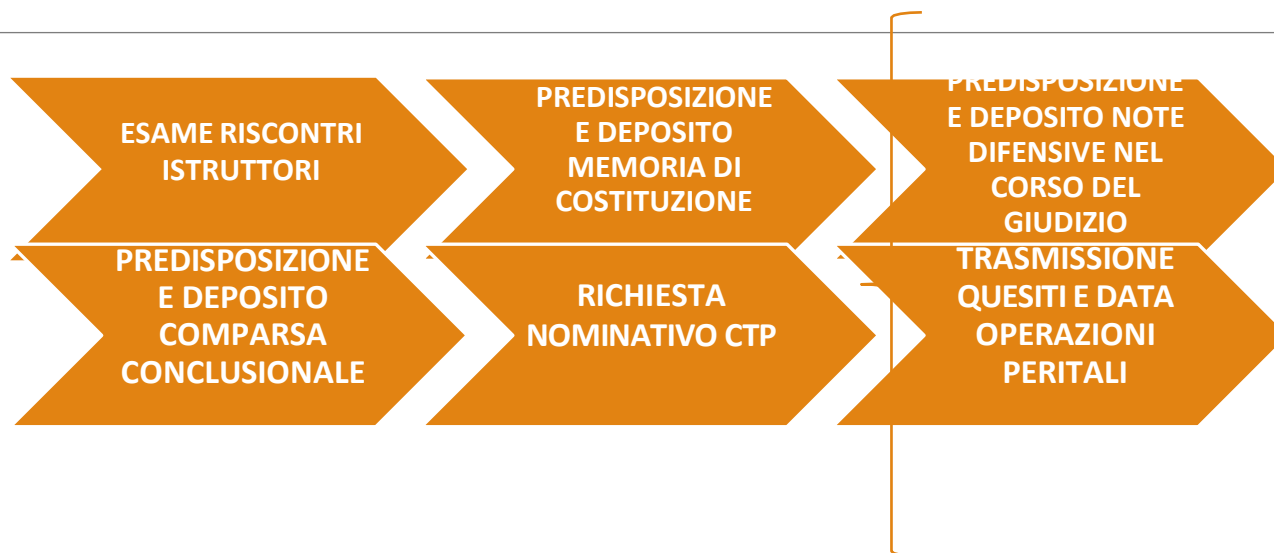 ESAME RISCONTRI
ISTRUTTORI
PREDISPOSIZIONE
E DEPOSITO
MEMORIA DI
COSTITUZIONE
PREDISPOSIZIONE
E DEPOSITO NOTE
DIFENSIVE NEL
CORSO DEL
GIUDIZIO
PREDISPOSIZIONE
E DEPOSITO
COMPARSA
CONCLUSIONALE
RICHIESTA
NOMINATIVO CTP
TRASMISSIONE
QUESITI E DATA
OPERAZIONI
PERITALI